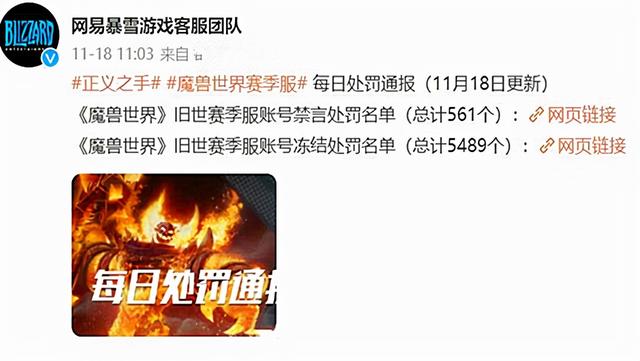 BLIZZARD
ENTERTAINMENT
网易暴雪游戏客服团队
11-18 11:03 来自
#正义之手# #魔兽世界赛季服# 每日处罚通报（11月18日更新）
《魔兽世界》旧世赛季服账号禁言处罚名单（总计561个）： 网页链接
《魔兽世界》旧世赛季服账号冻结处罚名单（总计5489个）： 网页链接
每日处罚通报